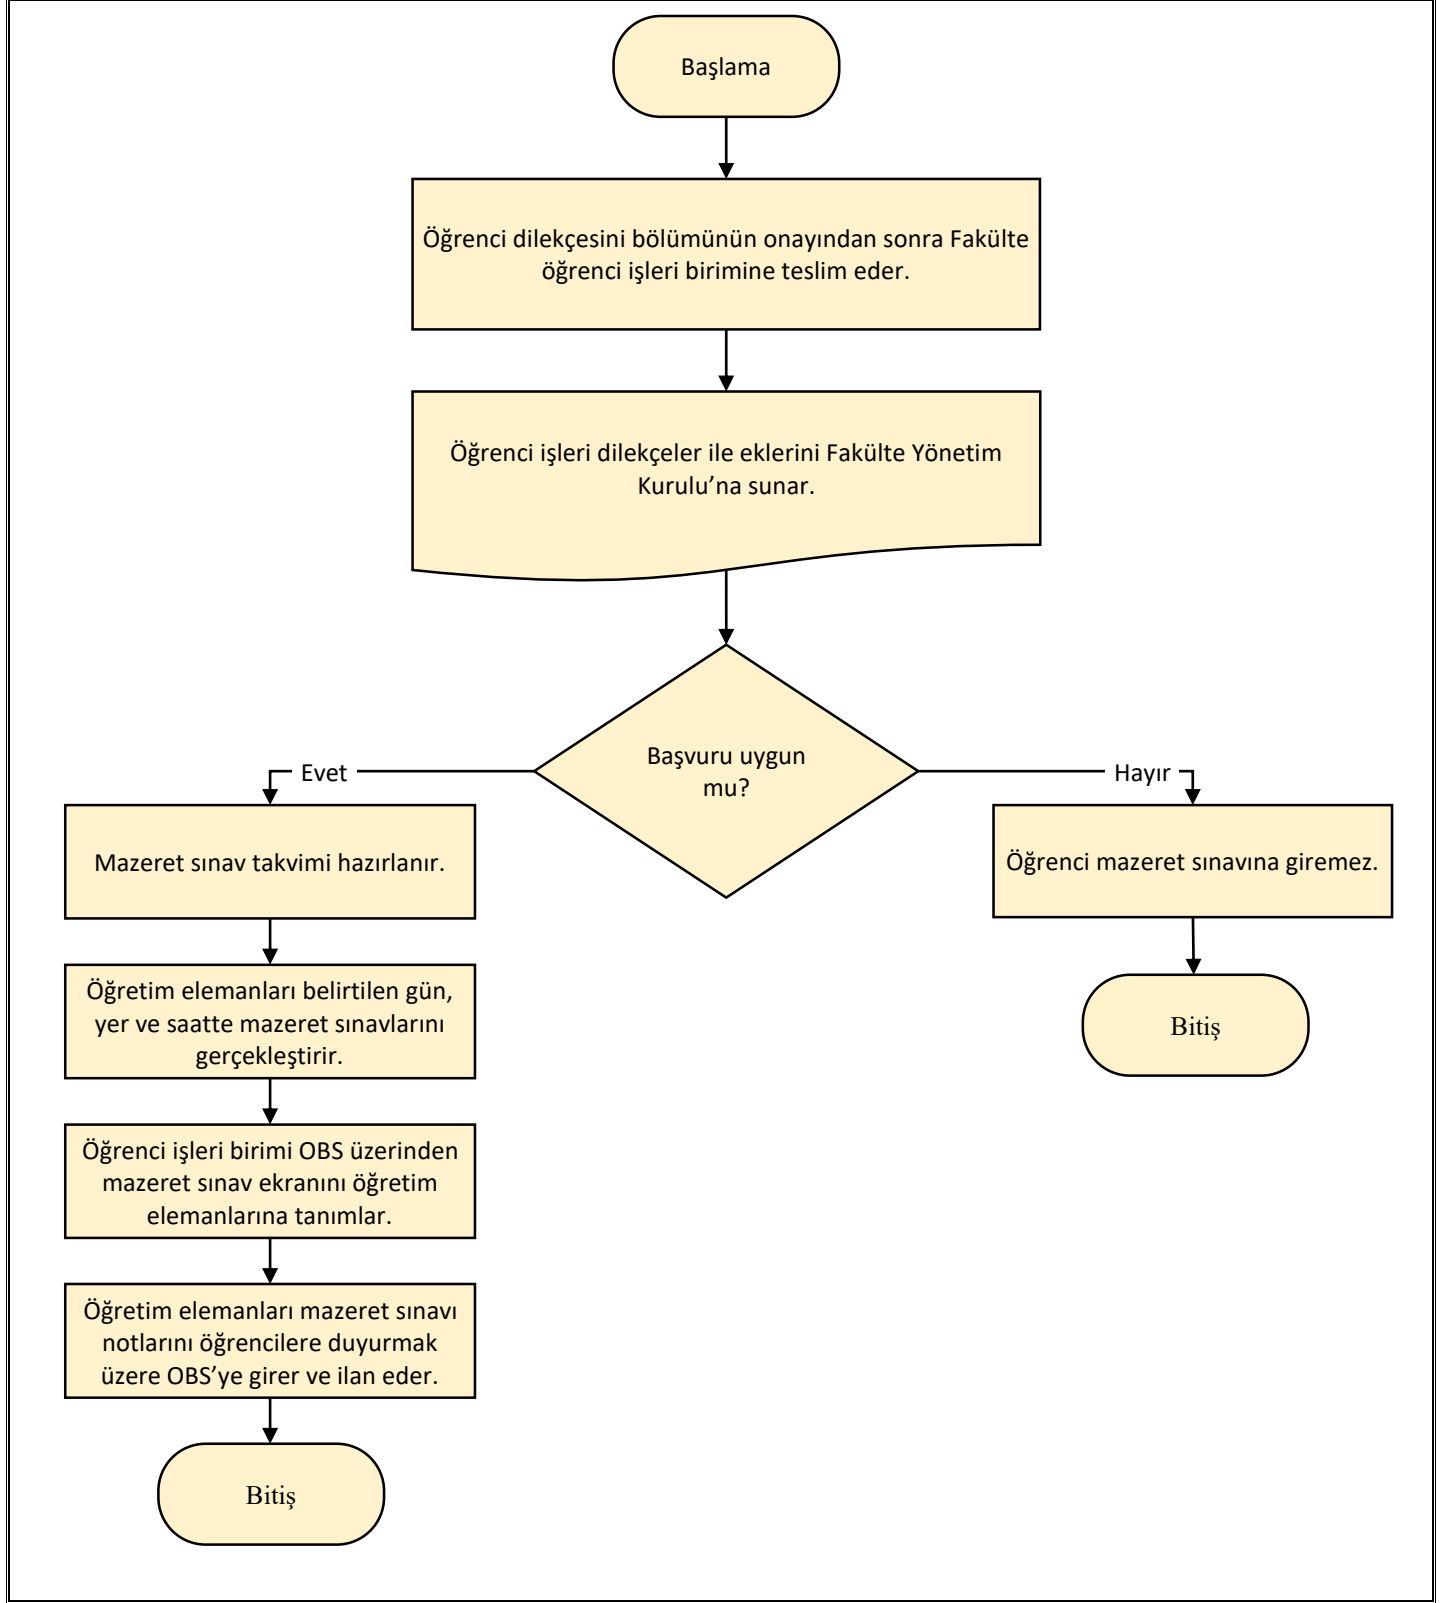 Başlama
Öğrenci dilekçesini bölümünün onayından sonra Fakülte
öğrenci işleri birimine teslim eder.
Öğrenci işleri dilekçeler ile eklerini Fakülte Yönetim
Kurulu’na sunar.
Başvuru uygun
mu?
Evet
Hayır
Mazeret sınav takvimi hazırlanır.
Öğrenci mazeret sınavına giremez.
Öğretim elemanları belirtilen gün,
yer ve saatte mazeret sınavlarını
gerçekleştirir.
Bitiş
Öğrenci işleri birimi OBS üzerinden
mazeret sınav ekranını öğretim
elemanlarına tanımlar.
Öğretim elemanları mazeret sınavı
notlarını öğrencilere duyurmak
üzere OBS’ye girer ve ilan eder.
Bitiş